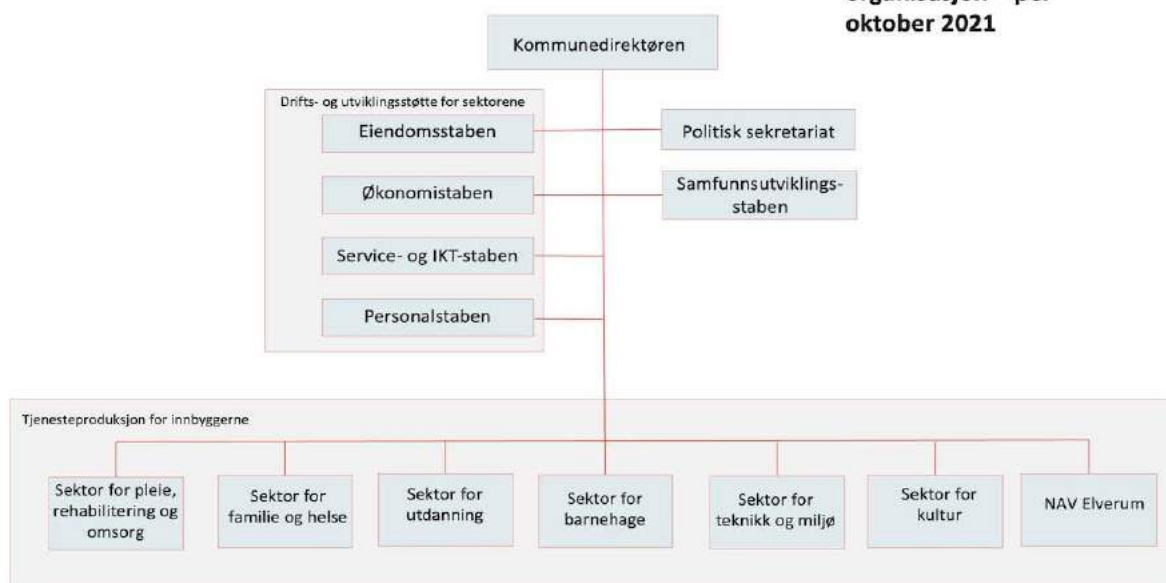 oktober 2021
Kommunedirektøren
Drifts- og utviklingsstøtte for sektorene
Eiendomsstaben
Politisk sekretariat
Økonomistaben
Samfunnsutviklings-
staben
Service- og IKT-staben
Personalstaben
Tjenesteproduksjon for innbyggerne
Sektor for pleie,
rehabilitering og
omsorg
Sektor for
familie og helse
Sektor for
utdanning
Sektor for
barnehage
Sektor for
teknikk og miljø
Sektor for
kultur
NAV Elverum